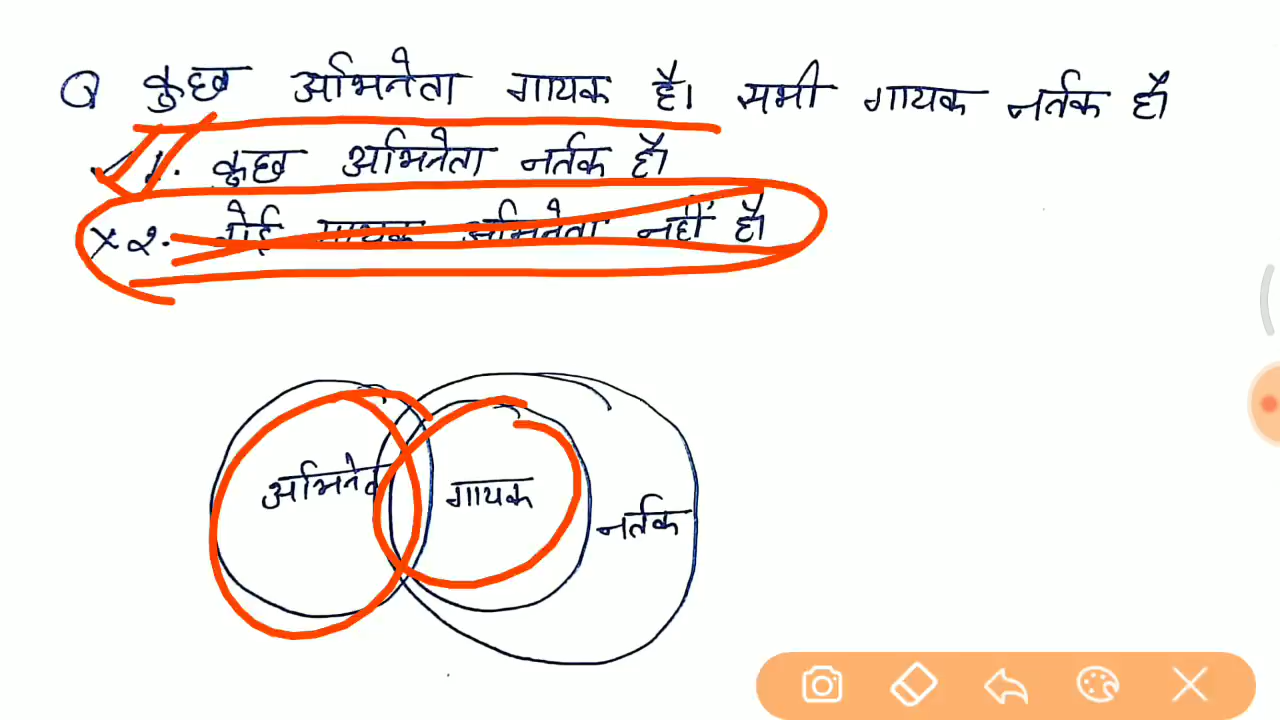 Q कुछ अभिनेता गायक है। सभी गायक नर्तक है।
1. कुछ अभिनेता नर्तक है।
× 2. कोई गायक अभिनेता नहीं है।
अभिनेता गायक नर्तक